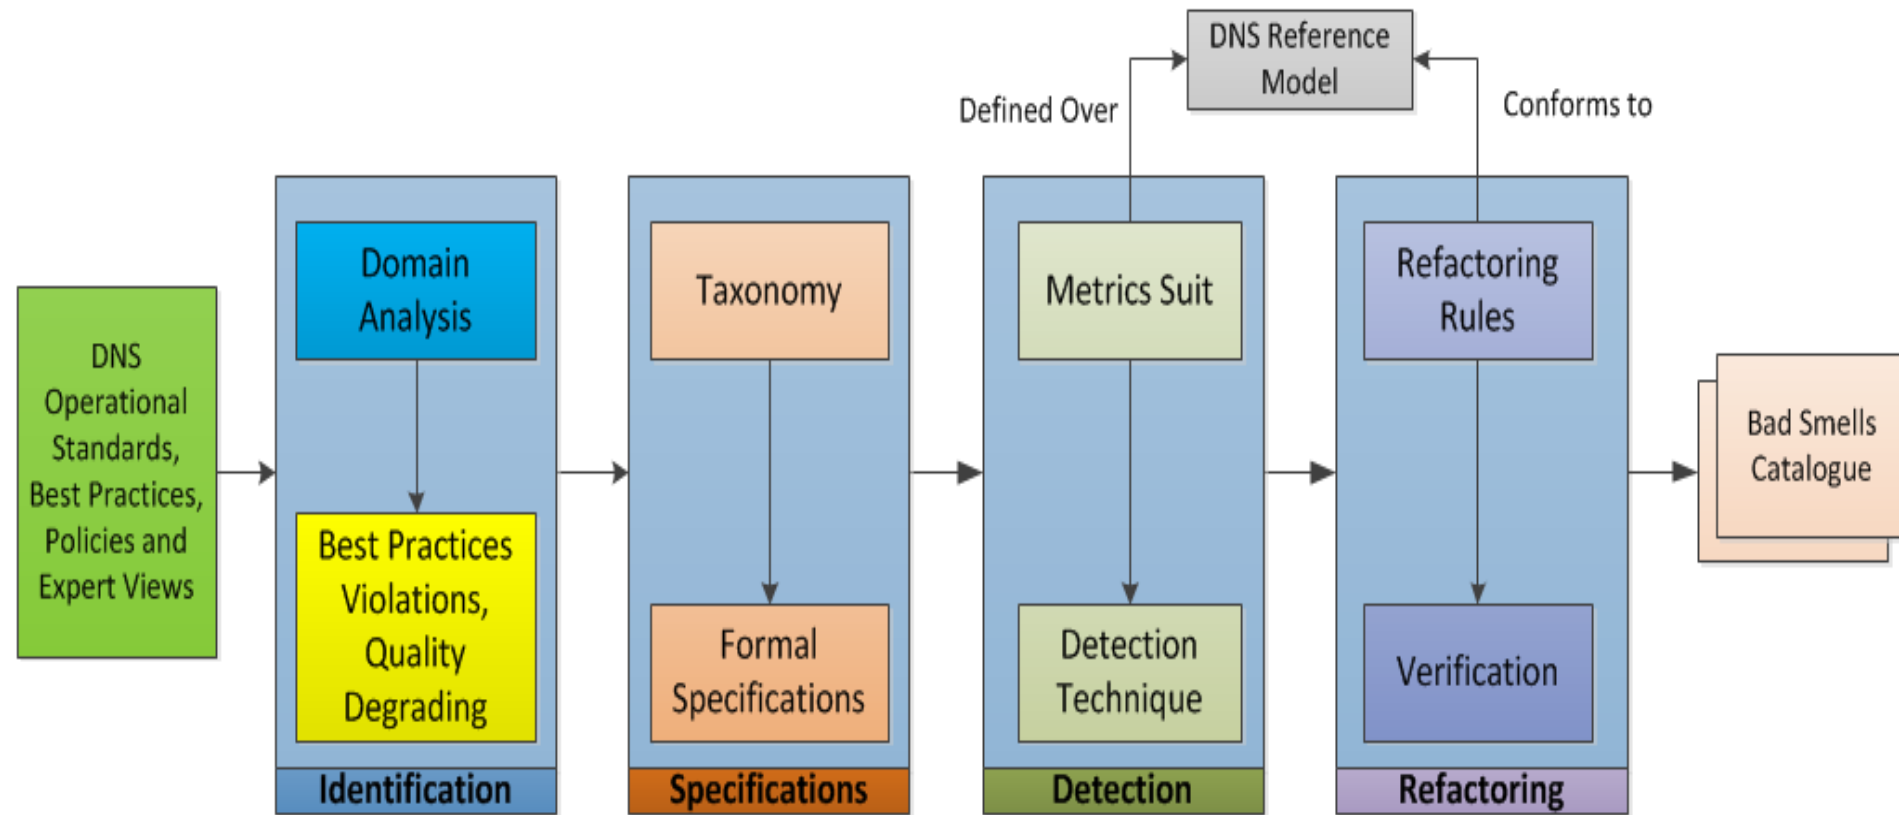 DNS Reference
Model
Defined Over
Conforms to
DNS
Operational
Standards,
Best Practices,
Policies and
Expert Views
Domain
Analysis
Best Practices
Violations,
Quality
Degrading
Identification
Taxonomy
Formal
Specifications
Specifications
Metrics Suit
Detection
Technique
Detection
Refactoring
Rules
Verification
Refactoring
Bad Smells
Catalogue